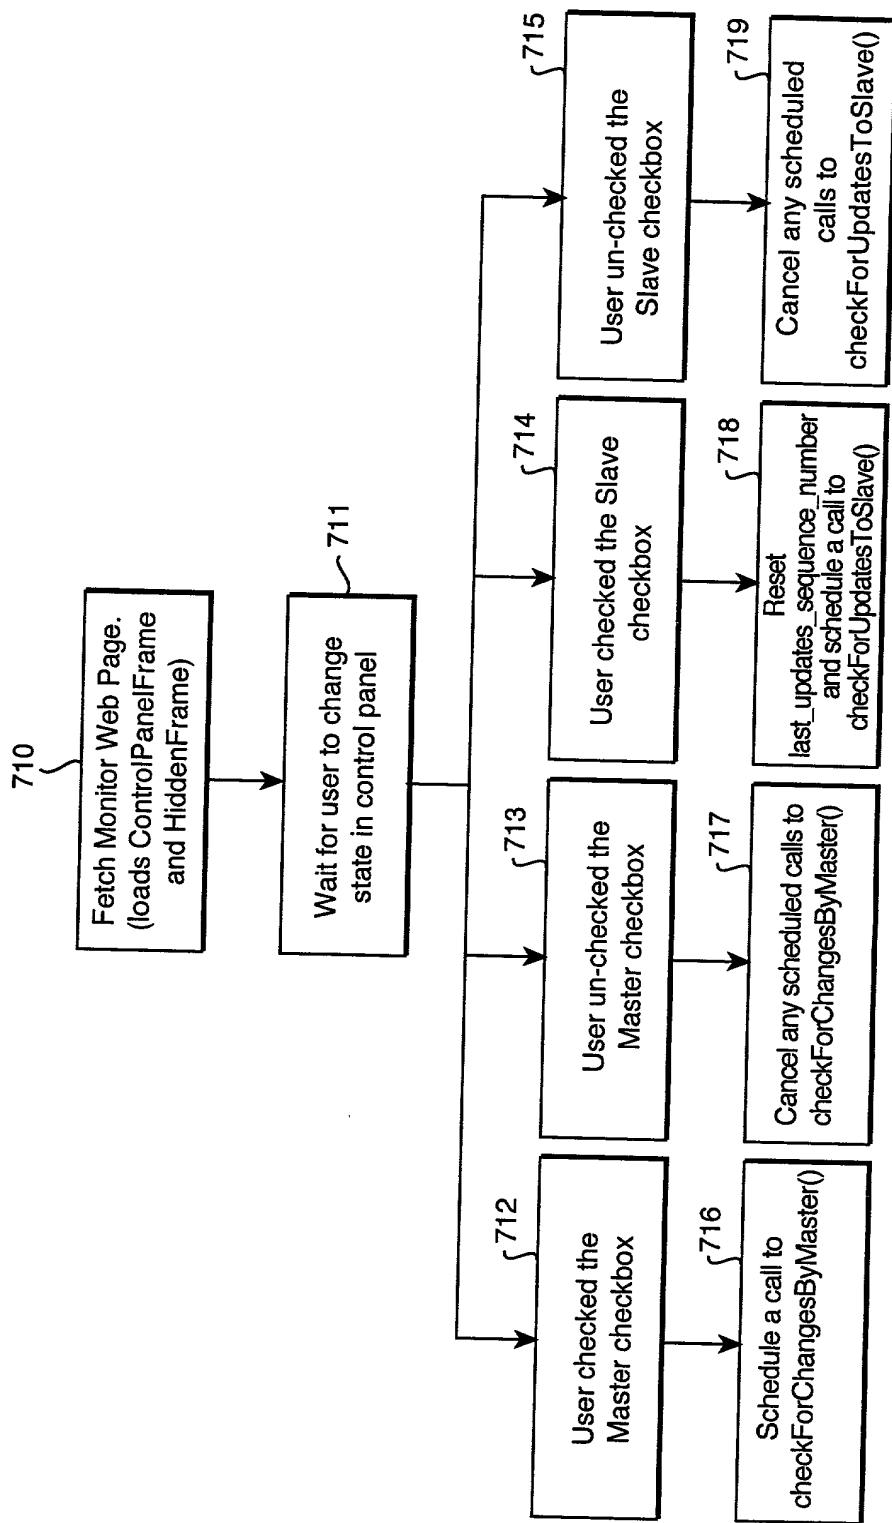 710
Fetch Monitor Web Page.
(loads ControlPanelFrame
and HiddenFrame)
711
Wait for user to change
state in control panel
712
User checked the
Master checkbox
713
User un-checked the
Master checkbox
714
User checked the Slave
checkbox
715
User un-checked the
Slave checkbox
716
Schedule a call to
checkForChangesByMaster()
717
Cancel any scheduled calls to
checkForChangesByMaster()
718
Reset
last_updates_sequence_number
and schedule a call to
checkForUpdatesToSlave()
719
Cancel any scheduled
calls to
checkForUpdatesToSlave()